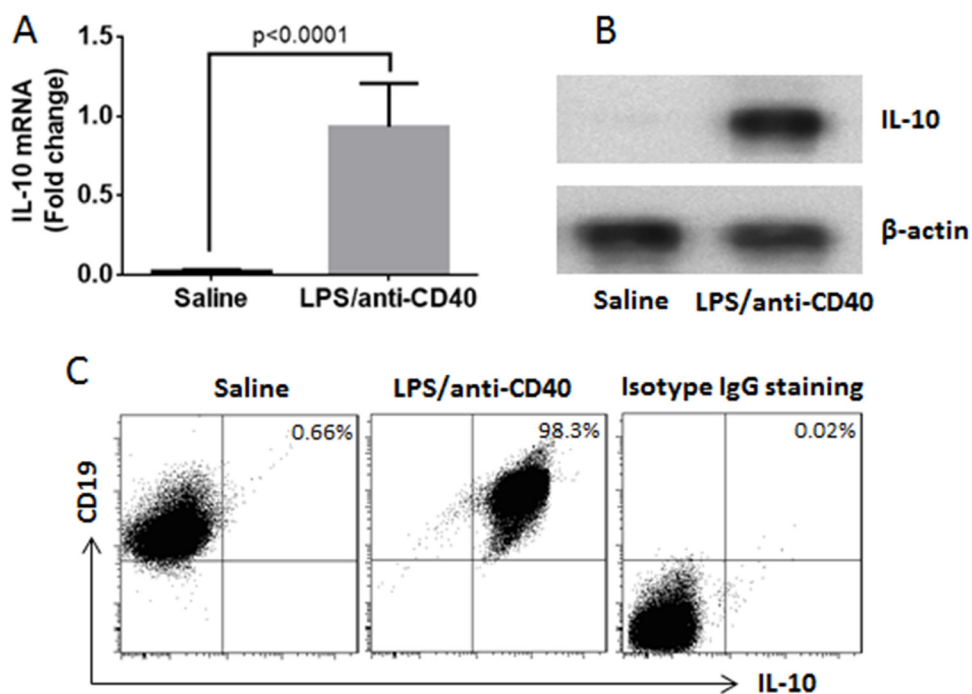 A
IL-10 mRNA
(Fold change)
1.5
1.0
0.5
0.0
p<0.0001
Saline
LPS/anti-CD40
B
IL-10
β-actin
Saline
LPS/anti-CD40
C
Saline
LPS/anti-CD40
Isotype IgG staining
0.66%
98.3%
0.02%
CD19
IL-10